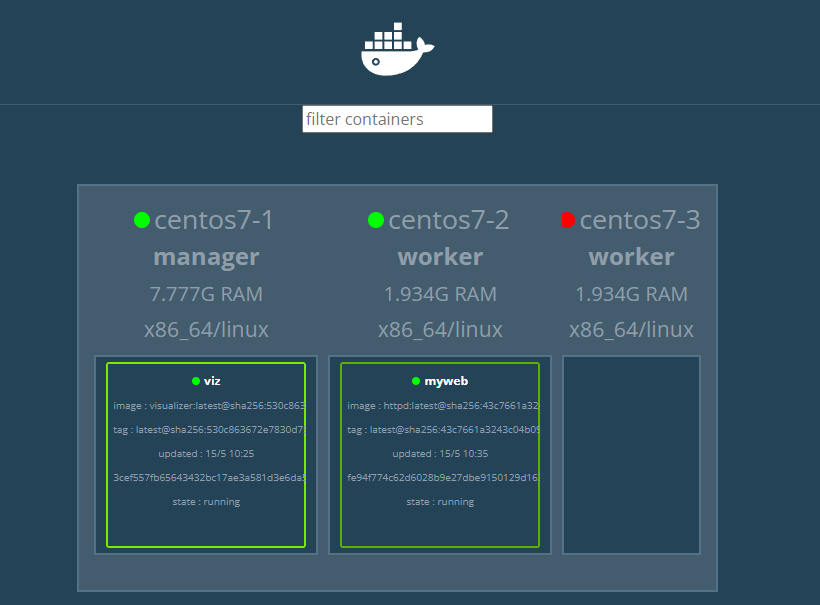 filter containers
centos7-1
manager
7.777G RAM
x86_64/linux
viz
image : visualizer:latest@sha256:530c863
tag : latest@sha256:530c863672e7830d7
updated : 15/5 10:25
3cef557fb65643432bc17ae3a581d3e6da
state : running
centos7-2
worker
1.934G RAM
x86_64/linux
myweb
image : httpd:latest@sha256:43c7661a32
tag : latest@sha256:43c7661a3243c04b09
updated : 15/5 10:35
fe94f774c62d6028b9e27dbe9150129d16
state : running
centos7-3
worker
1.934G RAM
x86_64/linux